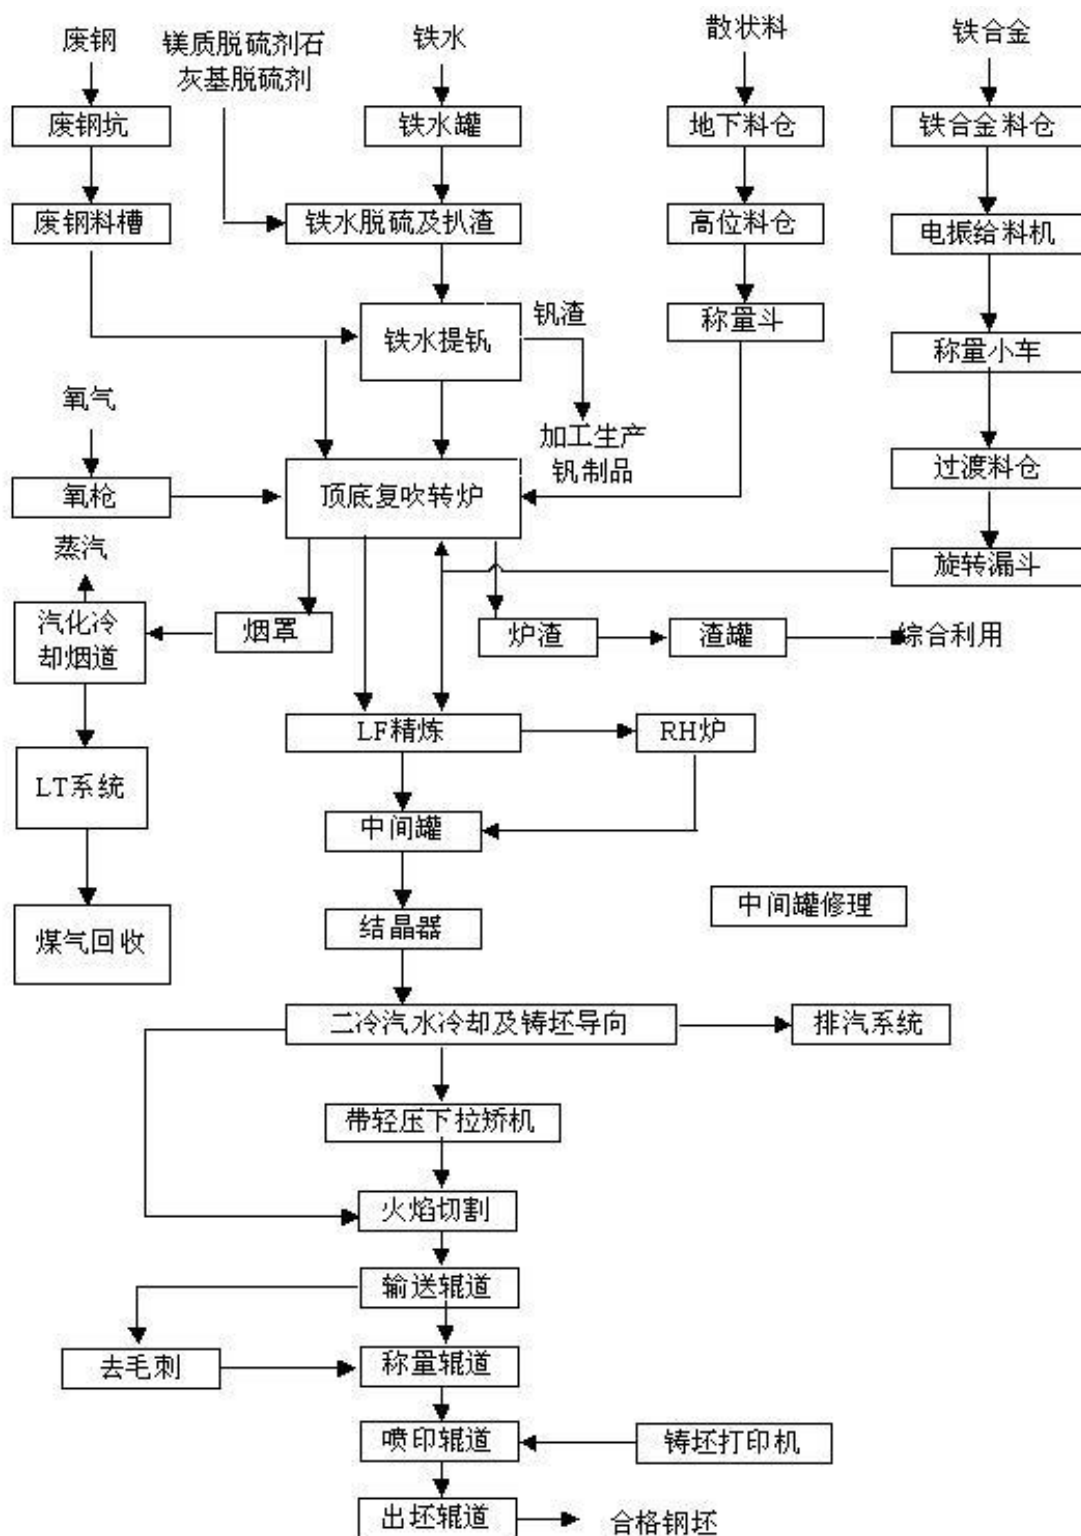 废钢
镁质脱硫剂石
灰基脱硫剂
铁水
散状料
铁合金
废钢坑
铁水罐
地下料仓
铁合金料仓
废钢料槽
铁水脱硫及扒渣
高位料仓
电振给料机
钒渣
称量斗
铁水提钒
称量小车
氧气
加工生产
钒制品
过渡料仓
氧枪
顶底复吹转炉
蒸汽
旋转漏斗
汽化冷
却烟道
烟罩
炉渣
渣罐
综合利用
LF精炼
RH炉
LT系统
中间罐
中间罐修理
结晶器
煤气回收
二冷汽水冷却及铸坯导向
排汽系统
带轻压下拉矫机
火焰切割
输送辊道
去毛刺
称量辊道
喷印辊道
铸坯打印机
出坯辊道
合格钢坯